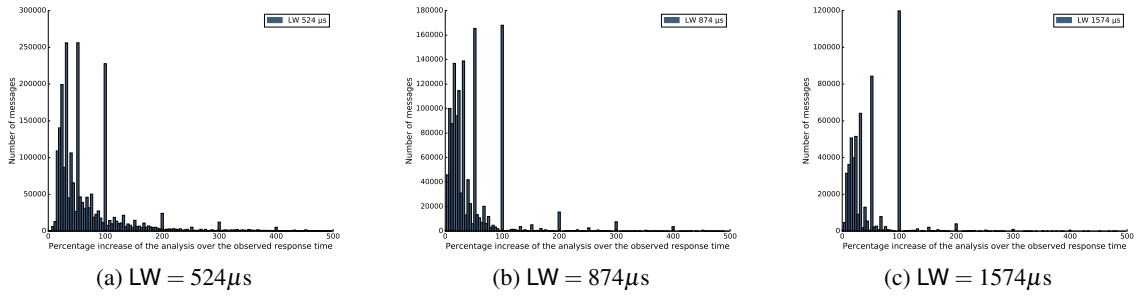 300000
250000
200000
150000
100000
50000
0
Number of messages
0 100 200 300 400 500
Percentage increase of the analysis over the observed response time
LW 524 µs
(a) LW = 524µs
180000
160000
140000
120000
100000
80000
60000
40000
20000
0
Number of messages
0 100 200 300 400 500
Percentage increase of the analysis over the observed response time
LW 874 µs
(b) LW = 874µs
120000
100000
80000
60000
40000
20000
0
Number of messages
0 100 200 300 400 500
Percentage increase of the analysis over the observed response time
LW 1574 µs
(c) LW = 1574µs